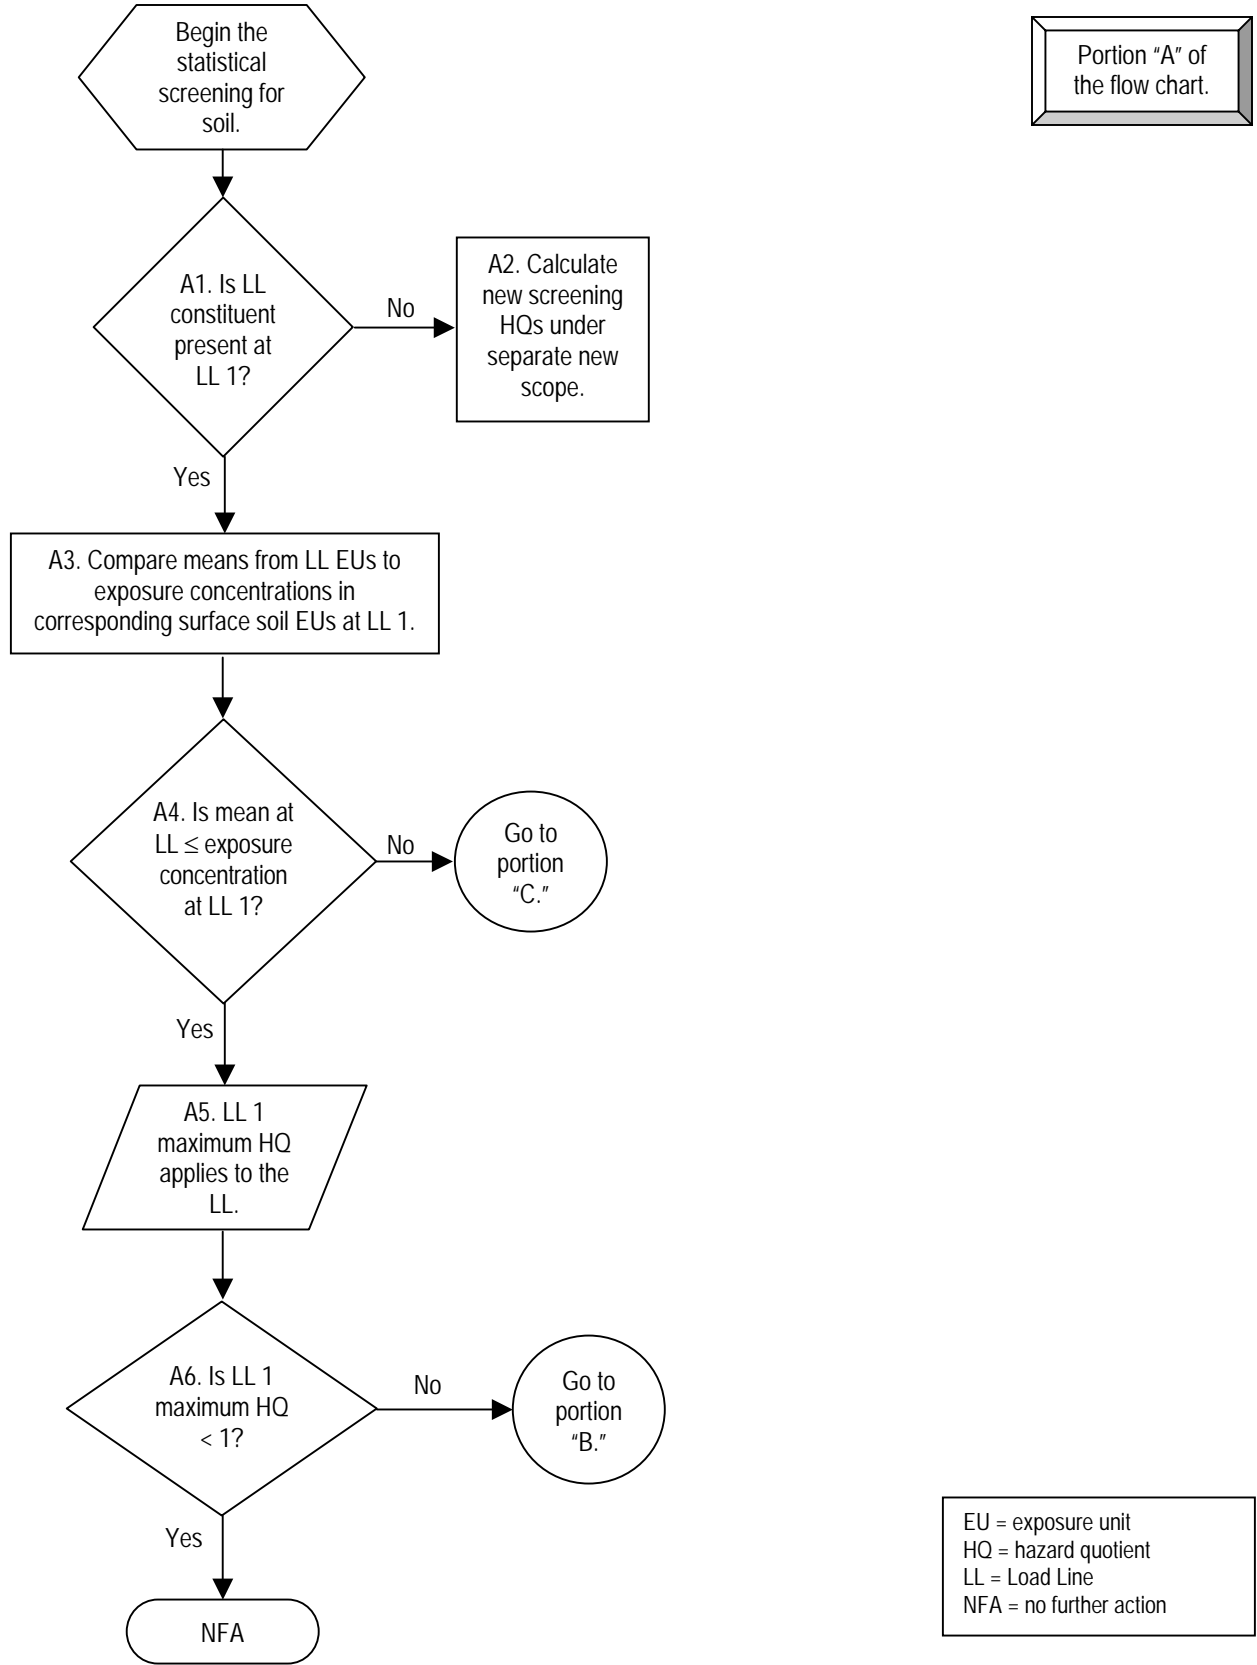 Begin the
statistical
screening for
soil.
Portion “A” of
the flow chart.
A1. Is LL
constituent
present at
LL 1?
No
A2. Calculate
new screening
HQs under
separate new
scope.
Yes
A3. Compare means from LL EUs to
exposure concentrations in
corresponding surface soil EUs at LL 1.
A4. Is mean at
LL ≤ exposure
concentration
at LL 1?
No
Go to
portion
“C.”
Yes
A5. LL 1
maximum HQ
applies to the
LL.
A6. Is LL 1
maximum HQ
< 1?
No
Go to
portion
“B.”
Yes
NFA
EU = exposure unit
HQ = hazard quotient
LL = Load Line
NFA = no further action